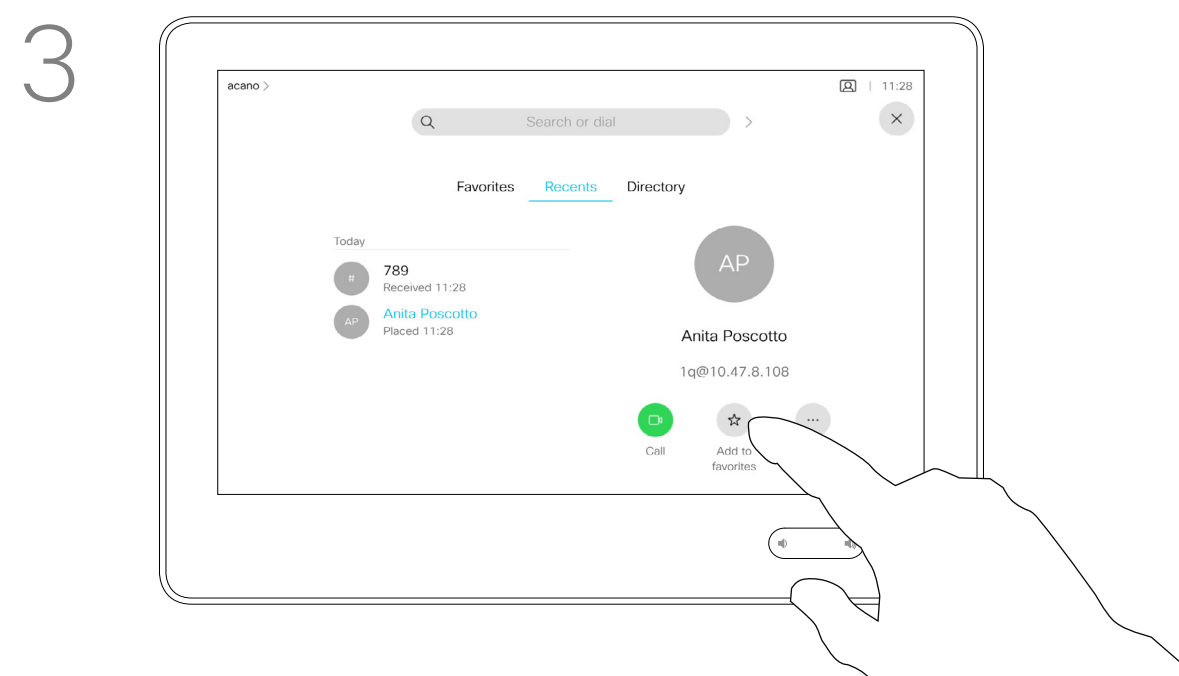 3
acano >
11:28
Search or dial
Favorites Recents Directory
Today
#
789
Received 11:28
AP
Anita Poscotto
Placed 11:28
AP
Anita Poscotto
1q@10.47.8.108
Call
Add to
favorites